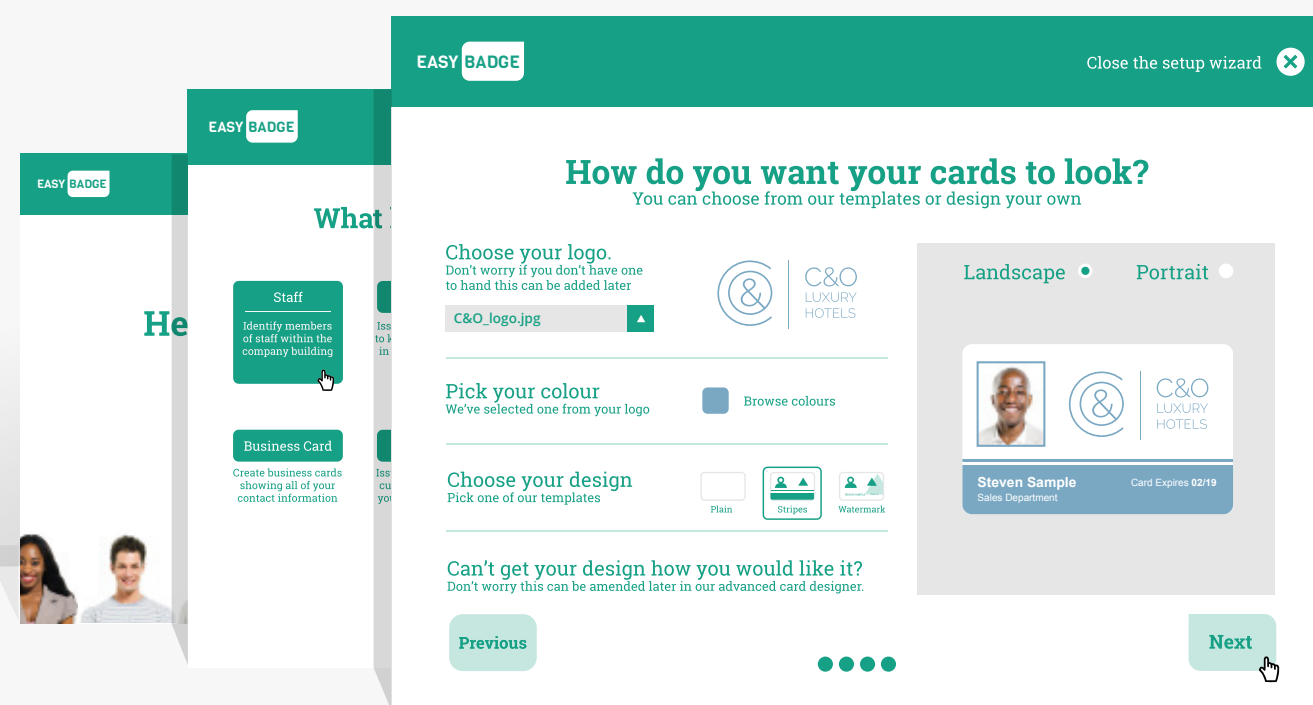 EASY BADGE
He
EASY BADGE
What
Staff
Identify members
of staff within the
company building
Iss
to k
in
Business Card
Create business cards
showing all of your
contact information
Iss
cu
yo
EASY BADGE
Close the setup wizard
How do you want your cards to look?
You can choose from our templates or design your own
Choose your logo.
Don't worry if you don't have one
to hand this can be added later
C&O_logo.jpg
&
C&O
LUXURY
HOTELS
Pick your colour
We've selected one from your logo
Browse colours
Choose your design
Pick one of our templates
Plain
Stripes
Watermark
Can't get your design how you would like it?
Don't worry this can be amended later in our advanced card designer.
Previous
Landscape
Portrait
&
C&O
LUXURY
HOTELS
Steven Sample
Sales Department
Card Expires 02/19
Next